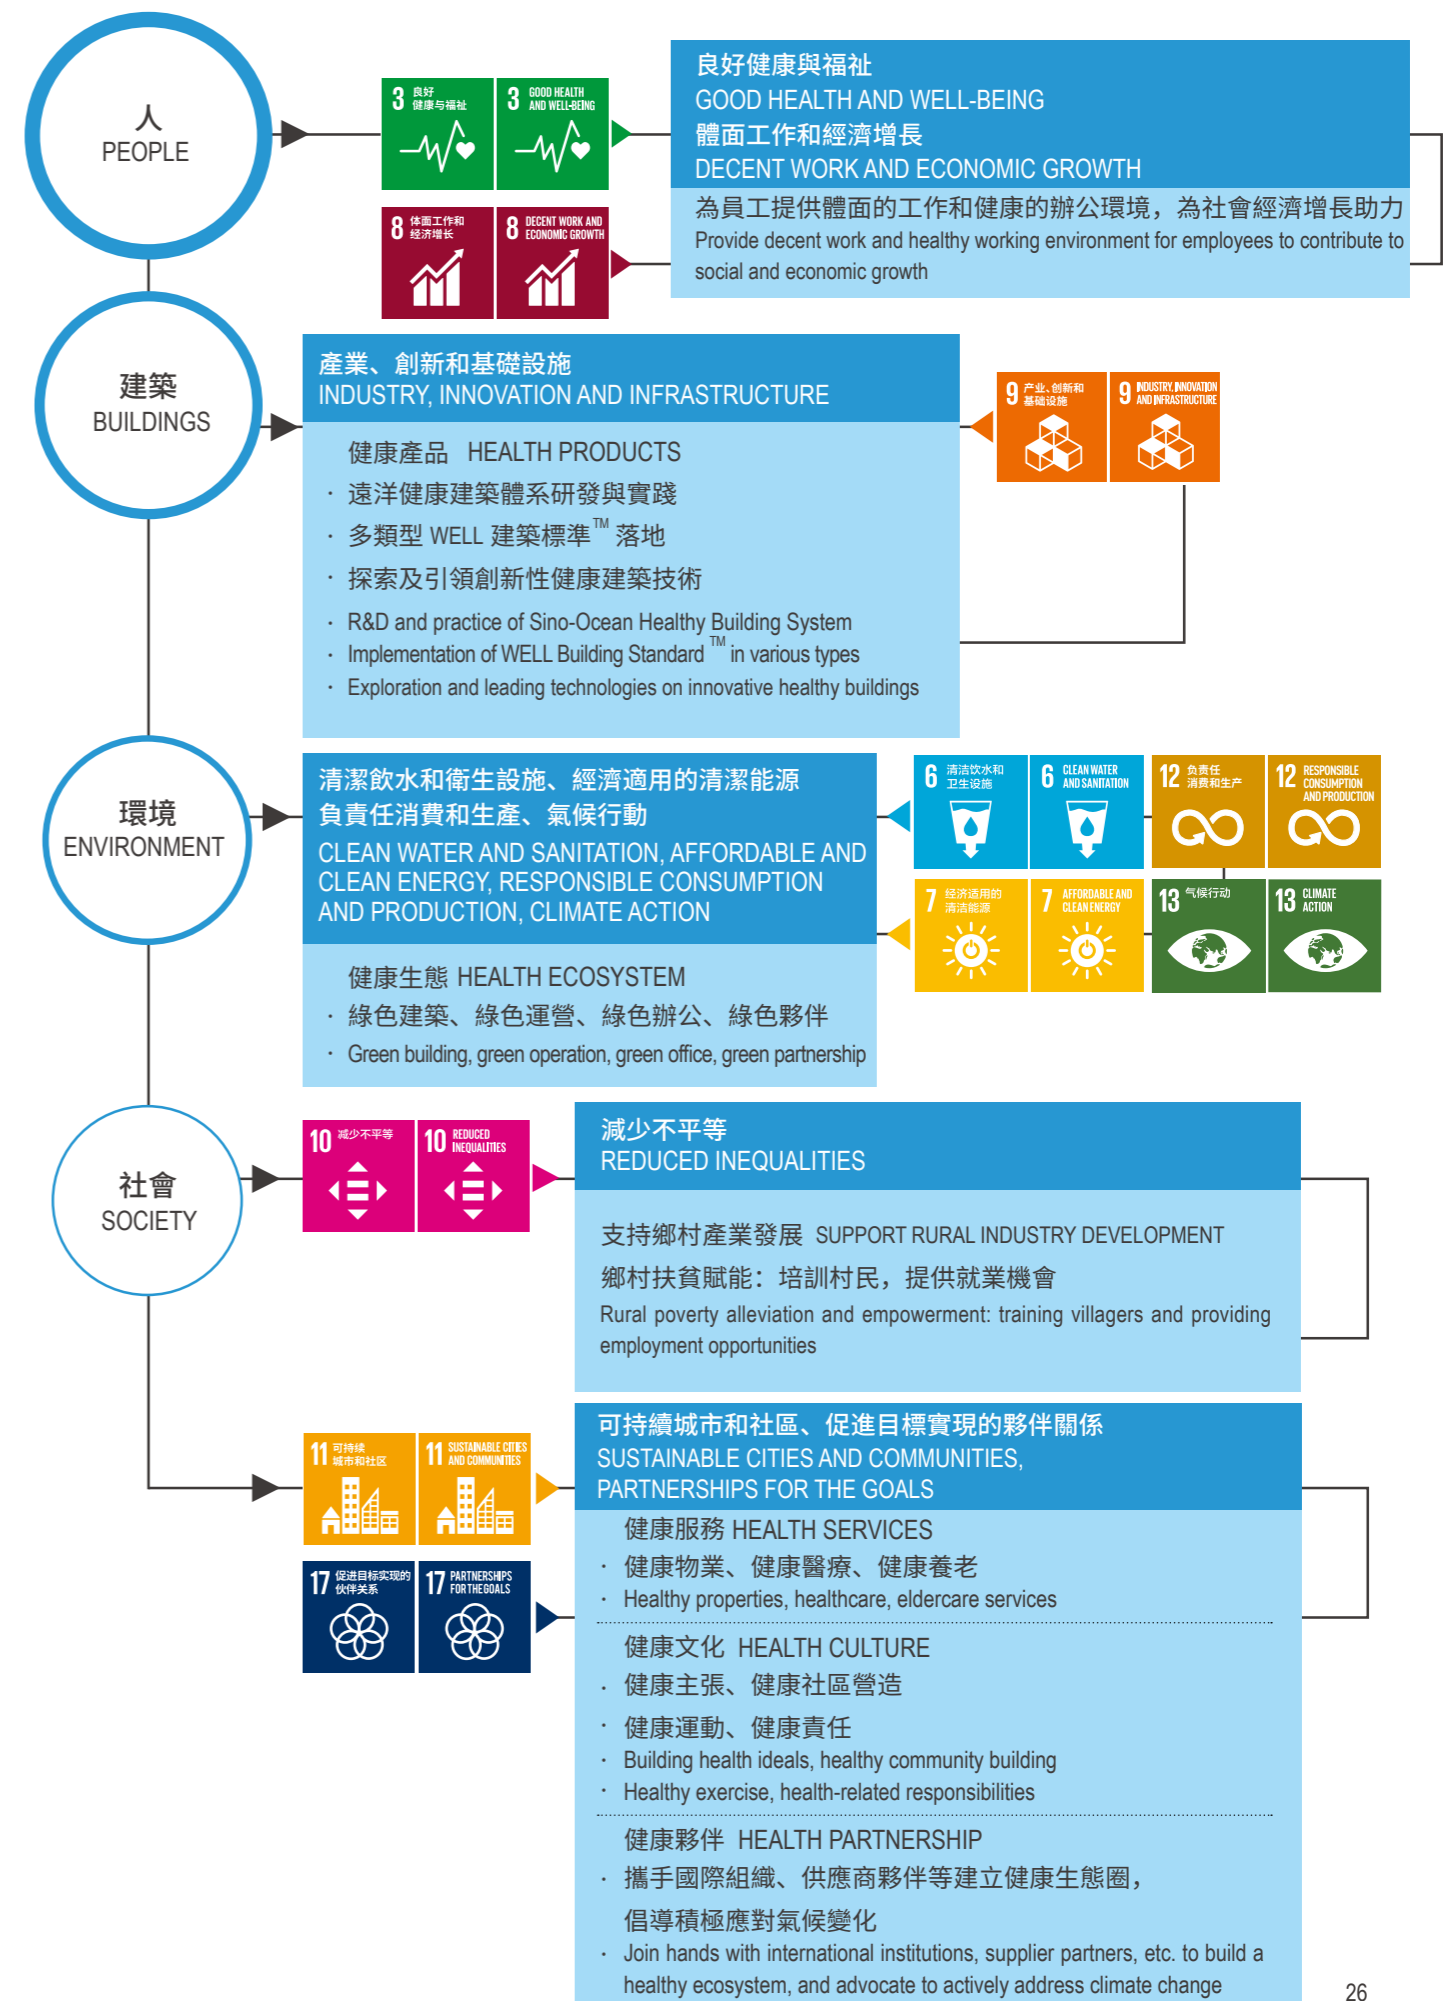 人
PEOPLE
3 良好
健康与福祉
3 GOOD HEALTH
AND WELL-BEING
8 体面工作和
经济增长
8 DECENT WORK AND
ECONOMIC GROWTH
良好健康與福祉
GOOD HEALTH AND WELL-BEING
體面工作和經濟增長
DECENT WORK AND ECONOMIC GROWTH
為員工提供體面的工作和健康的辦公環境，為社會經濟增長助力
Provide decent work and healthy working environment for employees to contribute to
social and economic growth
建築
BUILDINGS
產業、創新和基礎設施
INDUSTRY, INNOVATION AND INFRASTRUCTURE
健康產品 HEALTH PRODUCTS
· 遠洋健康建築體系研發與實踐
· 多類型 WELL 建築標準™ 落地
· 探索及引領創新性健康建築技術
· R&D and practice of Sino-Ocean Healthy Building System
· Implementation of WELL Building Standard ™ in various types
· Exploration and leading technologies on innovative healthy buildings
9 产业、创新和
基础设施
9 INDUSTRY, INNOVATION
AND INFRASTRUCTURE
環境
ENVIRONMENT
清潔飲水和衛生設施、經濟適用的清潔能源
負責任消費和生產、氣候行動
CLEAN WATER AND SANITATION, AFFORDABLE AND
CLEAN ENERGY, RESPONSIBLE CONSUMPTION
AND PRODUCTION, CLIMATE ACTION
健康生態 HEALTH ECOSYSTEM
· 綠色建築、綠色運營、綠色辦公、綠色夥伴
· Green building, green operation, green office, green partnership
6 清洁饮水和
卫生设施
6 CLEAN WATER
AND SANITATION
12 负责任
消费和生产
12 RESPONSIBLE
CONSUMPTION
AND PRODUCTION
7 经济适用的
清洁能源
7 AFFORDABLE AND
CLEAN ENERGY
13 气候行动
13 CLIMATE
ACTION
社會
SOCIETY
10 减少不平等
10 REDUCED
INEQUALITIES
減少不平等
REDUCED INEQUALITIES
支持鄉村產業發展 SUPPORT RURAL INDUSTRY DEVELOPMENT
鄉村扶貧賦能：培訓村民，提供就業機會
Rural poverty alleviation and empowerment: training villagers and providing
employment opportunities
11 可持续
城市和社区
11 SUSTAINABLE CITIES
AND COMMUNITIES
17 促进目标实现的
伙伴关系
17 PARTNERSHIPS
FOR THE GOALS
可持續城市和社區、促進目標實現的夥伴關係
SUSTAINABLE CITIES AND COMMUNITIES,
PARTNERSHIPS FOR THE GOALS
健康服務 HEALTH SERVICES
· 健康物業、健康醫療、健康養老
· Healthy properties, healthcare, eldercare services
健康文化 HEALTH CULTURE
· 健康主張、健康社區營造
· 健康運動、健康責任
· Building health ideals, healthy community building
· Healthy exercise, health-related responsibilities
健康夥伴 HEALTH PARTNERSHIP
· 攜手國際組織、供應商夥伴等建立健康生態圈，
倡導積極應對氣候變化
· Join hands with international institutions, supplier partners, etc. to build a
healthy ecosystem, and advocate to actively address climate change
26